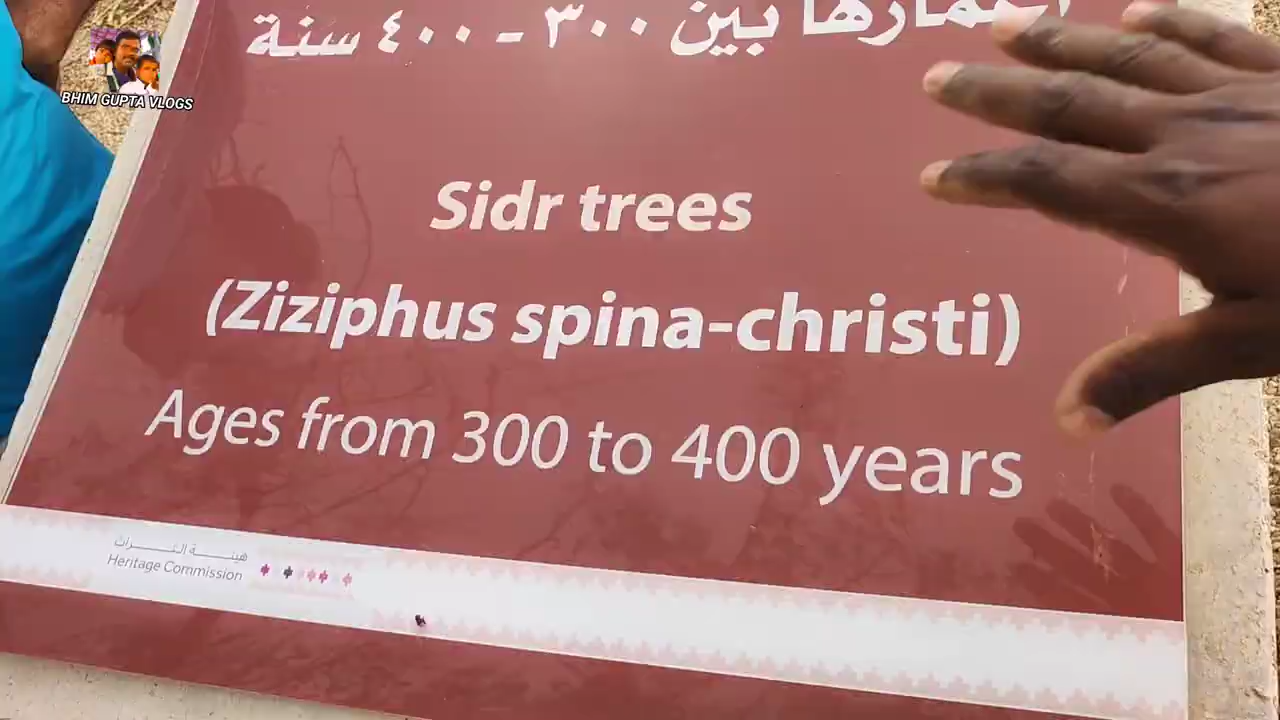 أعمارها بين ٣٠٠ - ٤٠٠ سنة
BHIM GUPTA VLOGS
Sidr trees
(Ziziphus spina-christi)
Ages from 300 to 400 years
هيئة التراث
Heritage Commission